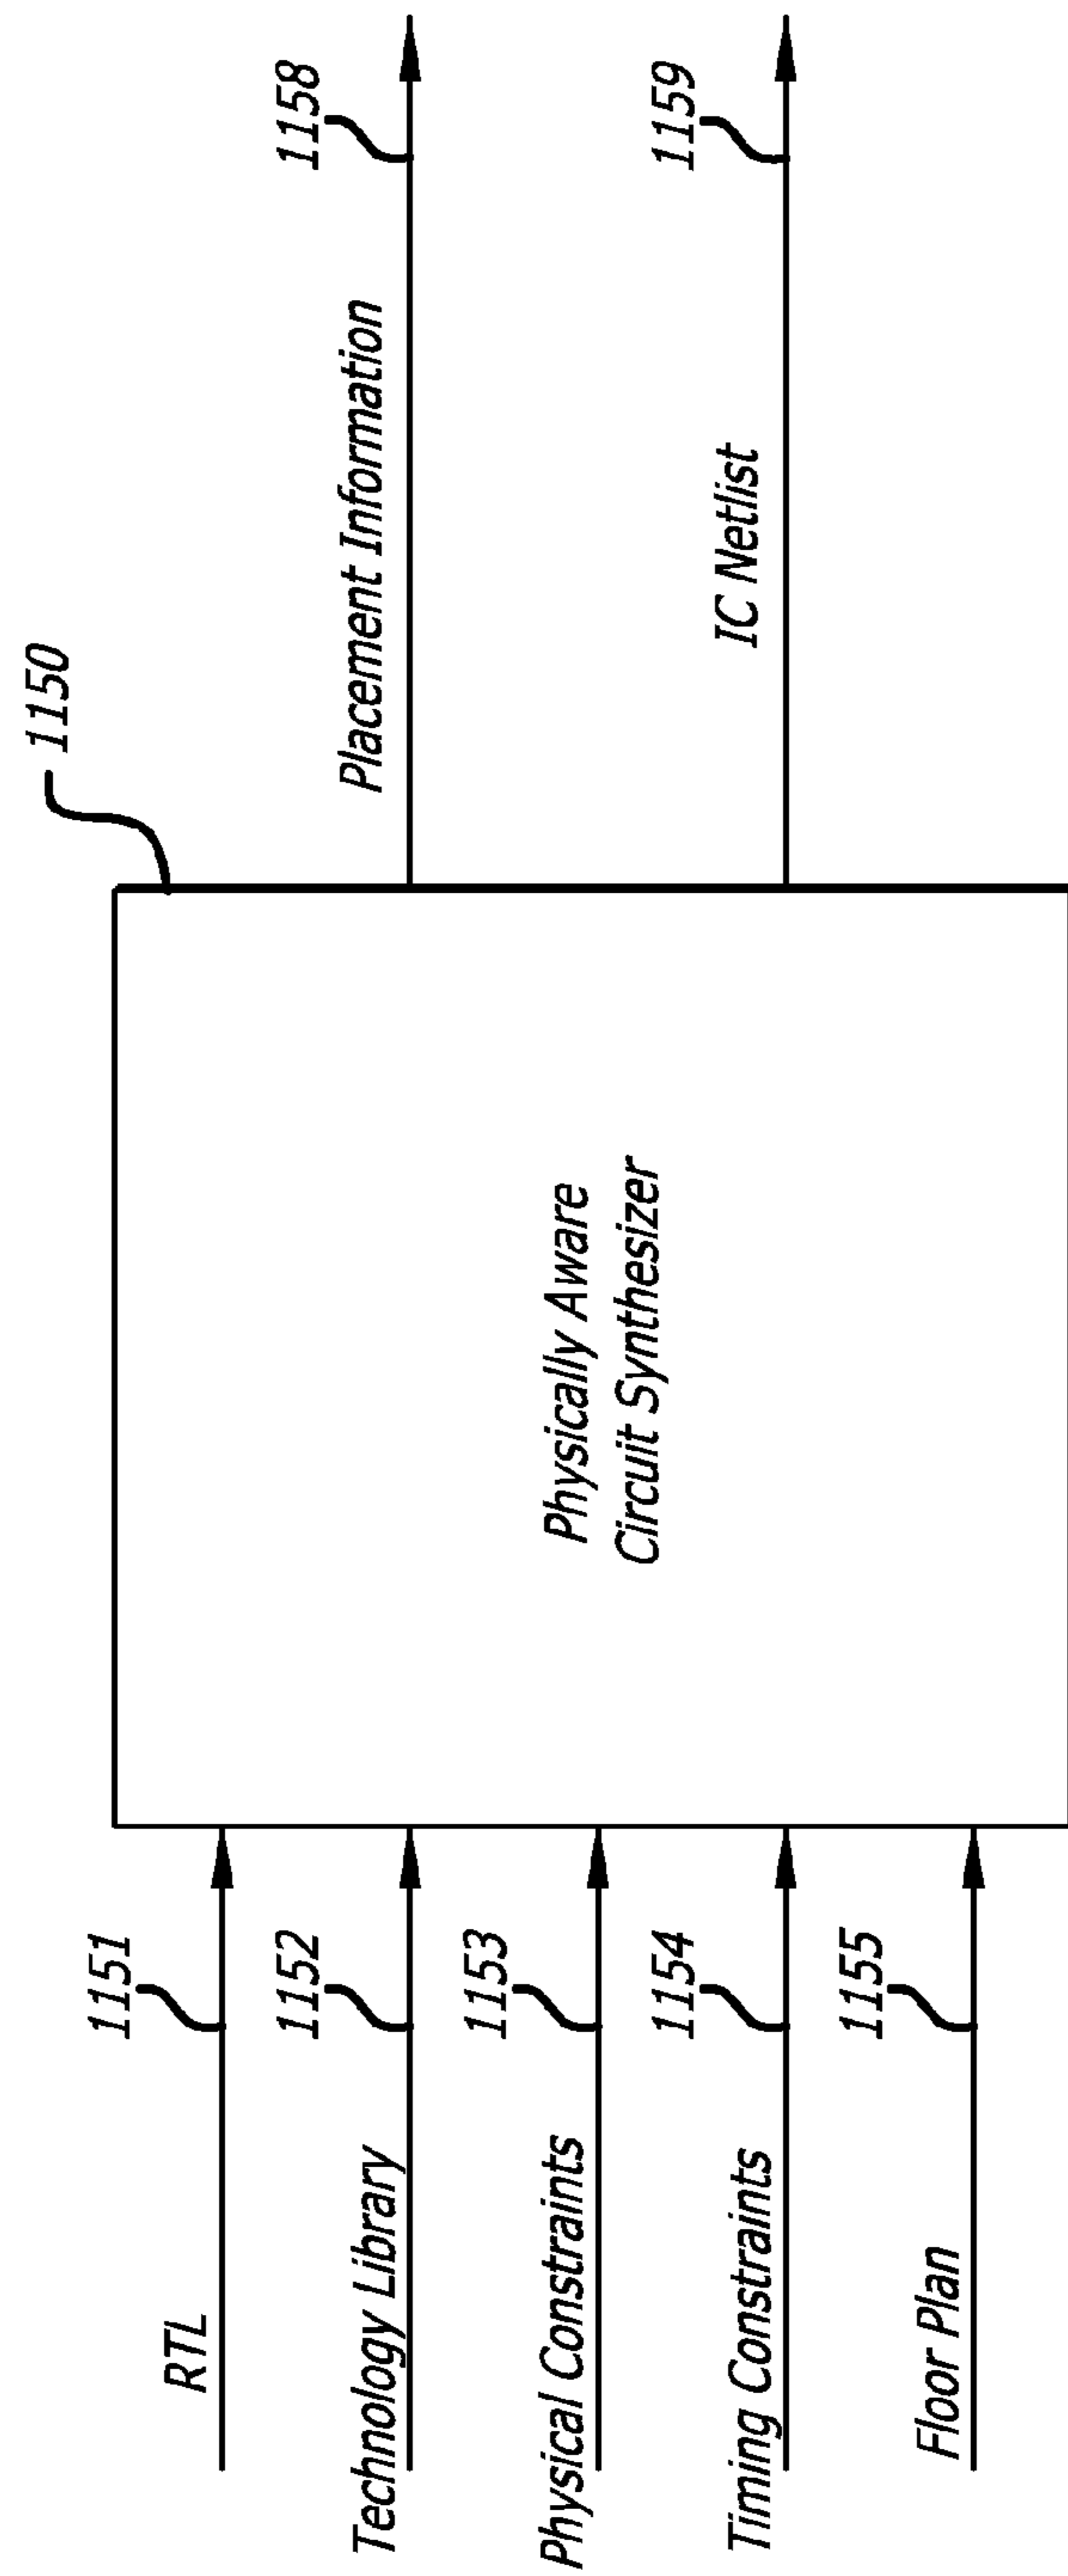 1150
RTL
1151
Technology Library
1152
Physical Constraints
1153
Timing Constraints
1154
Floor Plan
1155
Physically Aware
Circuit Synthesizer
1158
Placement Information
1159
IC Netlist